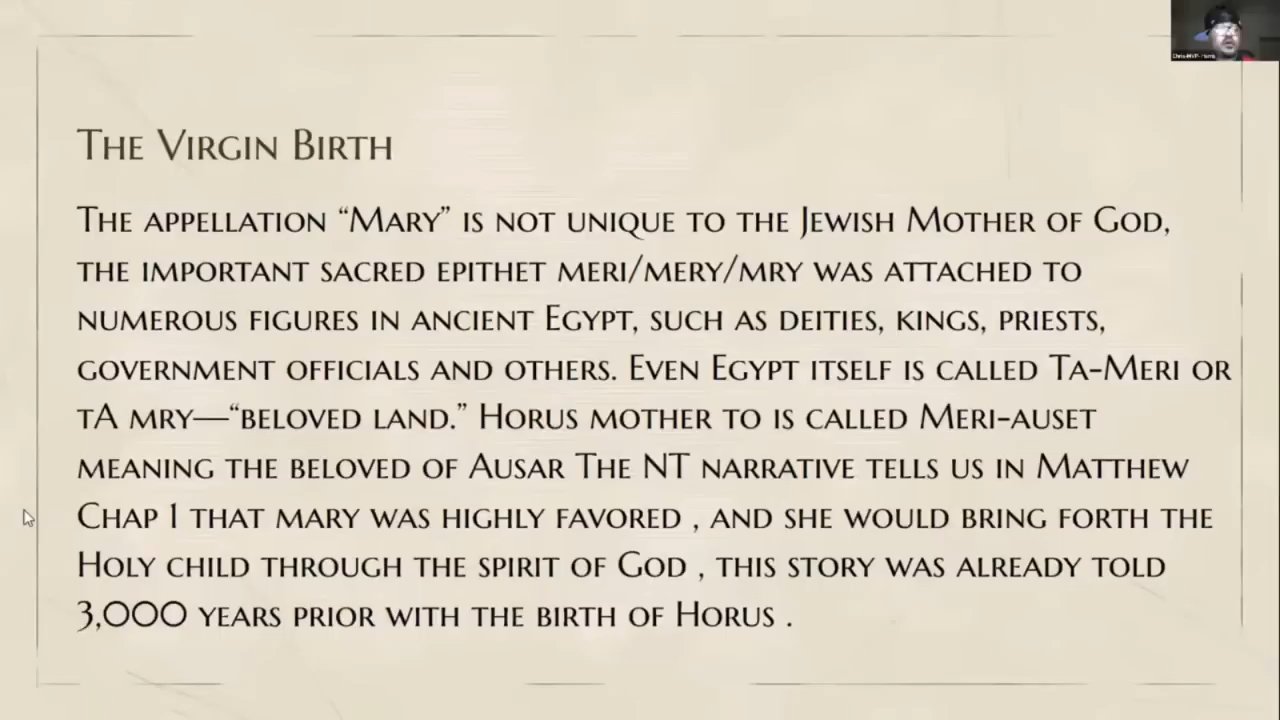 The Virgin Birth
The appellation “Mary” is not unique to the Jewish Mother of God,
the important sacred epithet meri/mery/mry was attached to
numerous figures in ancient Egypt, such as deities, kings, priests,
government officials and others. Even Egypt itself is called Ta-Meri or
tA mry—“beloved land.” Horus mother to is called Meri-auset
meaning the beloved of Ausar The NT narrative tells us in Matthew
Chap 1 that mary was highly favored , and she would bring forth the
Holy child through the spirit of God , this story was already told
3,000 years prior with the birth of Horus .